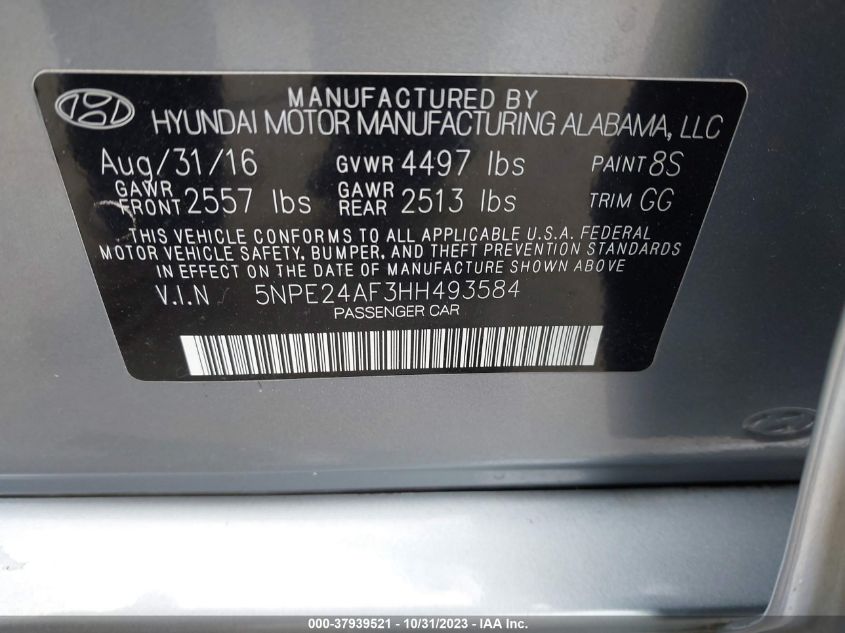 MANUFACTURED BY
HYUNDAI MOTOR MANUFACTURING ALABAMA, LLC
Aug/31/16 GVWR 4497 lbs PAINT 8S
GAWR FRONT 2557 lbs GAWR REAR 2513 lbs TRIM GG
THIS VEHICLE CONFORMS TO ALL APPLICABLE U.S.A. FEDERAL
MOTOR VEHICLE SAFETY, BUMPER, AND THEFT PREVENTION STANDARDS
IN EFFECT ON THE DATE OF MANUFACTURE SHOWN ABOVE
V.I.N 5NPE24AF3HH493584
PASSENGER CAR
000-37939521 - 10/31/2023 - IAA Inc.